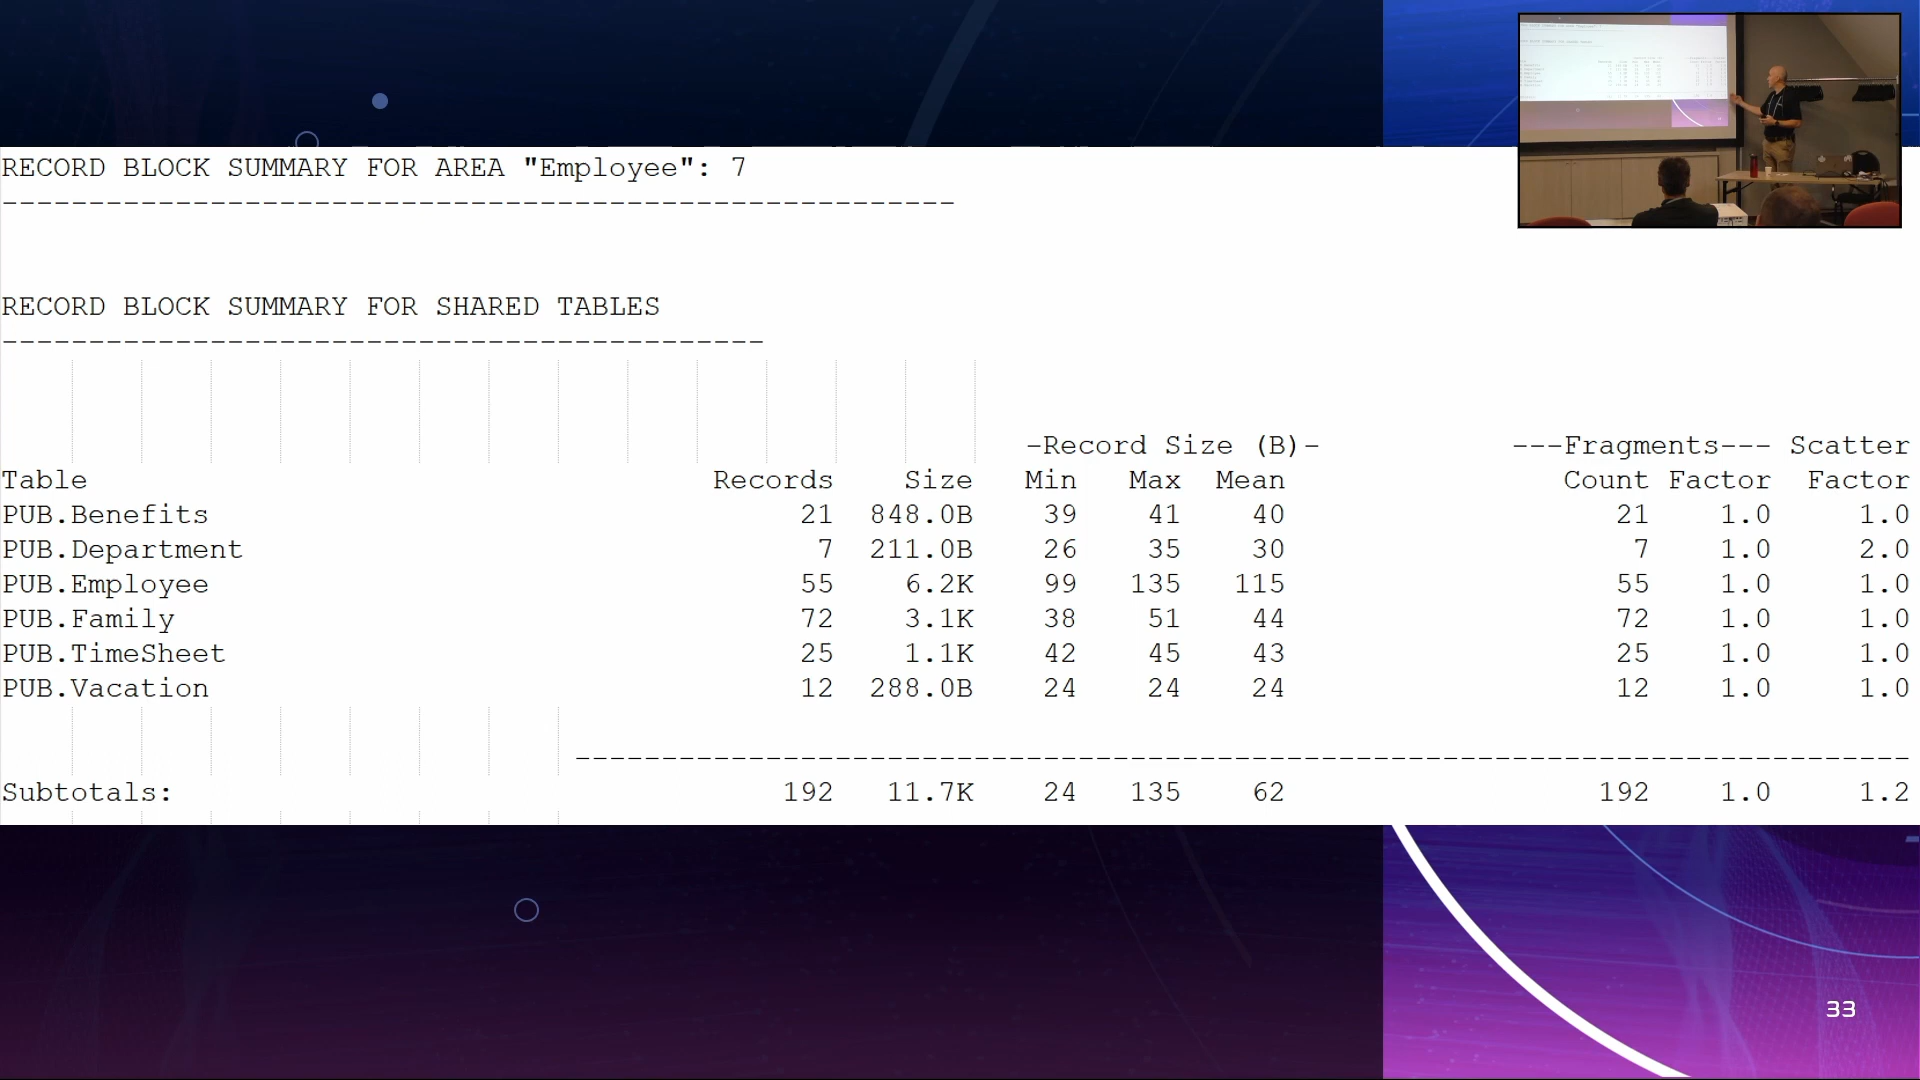 RECORD BLOCK SUMMARY FOR AREA "Employee": 7
-------------------------------------------------------
RECORD BLOCK SUMMARY FOR SHARED TABLES
--------------------------------------------
-Record Size (B)- ---Fragments--- Scatter
Table Records Size Min Max Mean Count Factor Factor
PUB.Benefits 21 848.0B 39 41 40 21 1.0 1.0
PUB.Department 7 211.0B 26 35 30 7 1.0 2.0
PUB.Employee 55 6.2K 99 135 115 55 1.0 1.0
PUB.Family 72 3.1K 38 51 44 72 1.0 1.0
PUB.TimeSheet 25 1.1K 42 45 43 25 1.0 1.0
PUB.Vacation 12 288.0B 24 24 24 12 1.0 1.0
-----------------------------------------------------------------------------
Subtotals: 192 11.7K 24 135 62 192 1.0 1.2
33